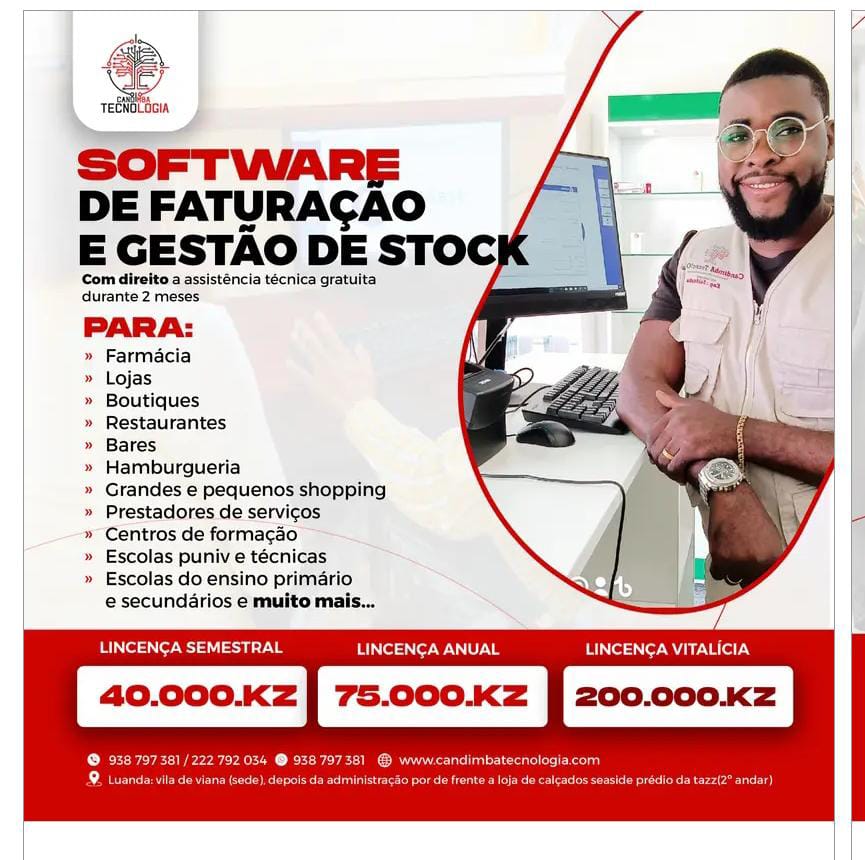 CANDIMBA
TECNOLOGIA
SOFTWARE
DE FATURAÇÃO
E GESTÃO DE STOCK
Com direito a assistência técnica gratuita
durante 2 meses
PARA:
» Farmácia
» Lojas
» Boutiques
» Restaurantes
» Bares
» Hamburgueria
» Grandes e pequenos shopping
» Prestadores de serviços
» Centros de formação
» Escolas puniv e técnicas
» Escolas do ensino primário
e secundários e muito mais...
LINCENÇA SEMESTRAL
40.000.KZ
LINCENÇA ANUAL
75.000.KZ
LINCENÇA VITALÍCIA
200.000.KZ
938 797 381 / 222 792 034 938 797 381 www.candimbatecnologia.com
Luanda: vila de viana (sede), depois da administração por de frente a loja de calçados seaside prédio da tazz(2º andar)